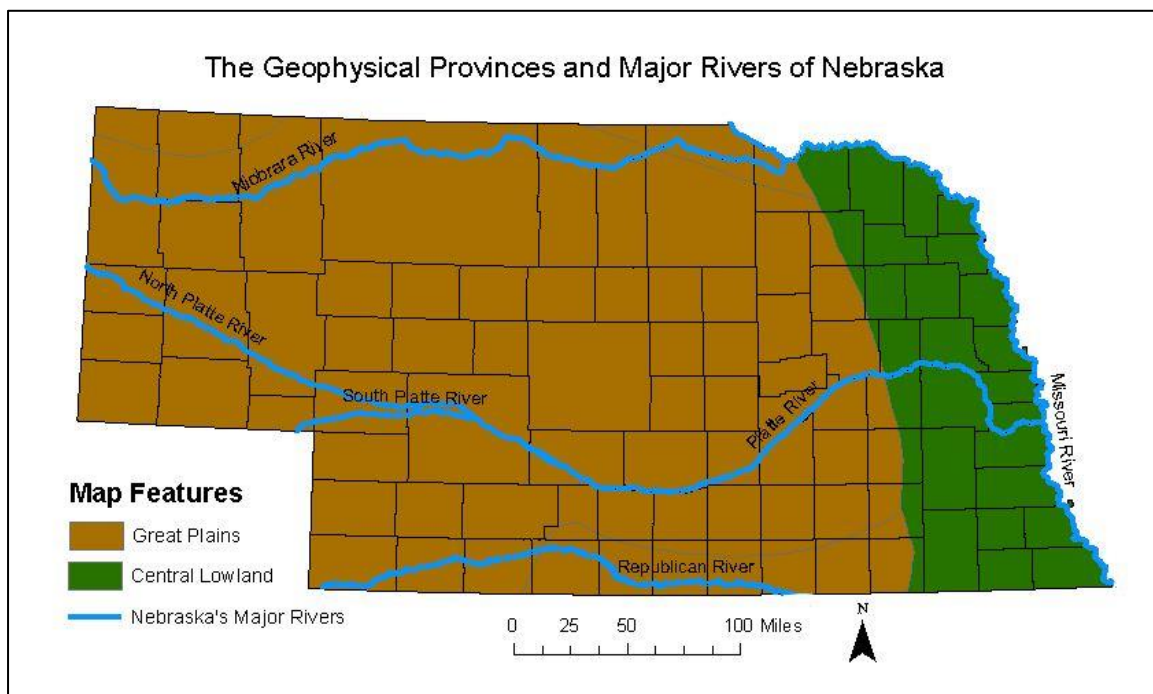 The Geophysical Provinces and Major Rivers of Nebraska
Niobrara River
North Platte River
South Platte River
Platte River
Missouri River
Republican River
Map Features
Great Plains
Central Lowland
Nebraska's Major Rivers
0 25 50 100 Miles
N